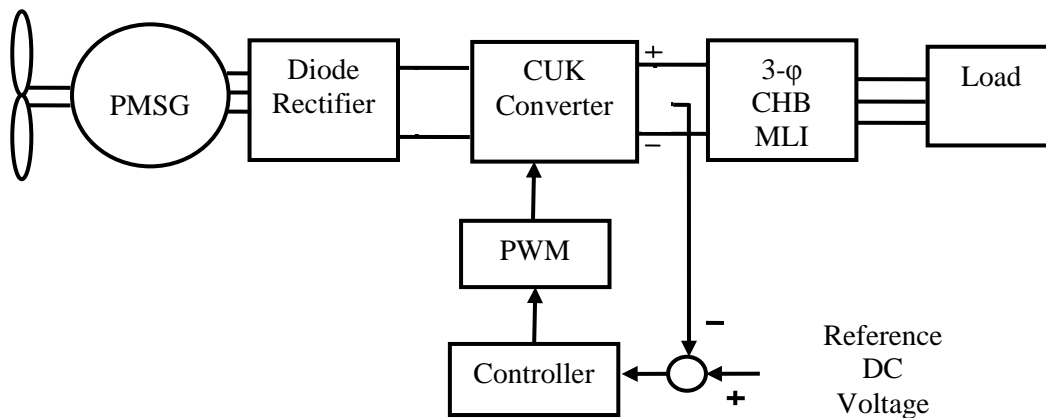 PMSG
Diode
Rectifier
CUK
Converter
+
−
3-φ
CHB
MLI
Load
PWM
Controller
−
+
Reference
DC
Voltage